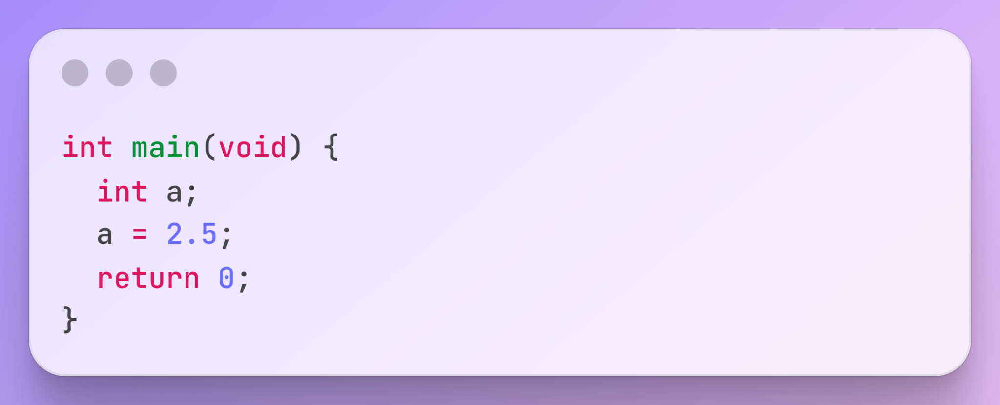 int main(void) {
  int a;
  a = 2.5;
  return 0;
}